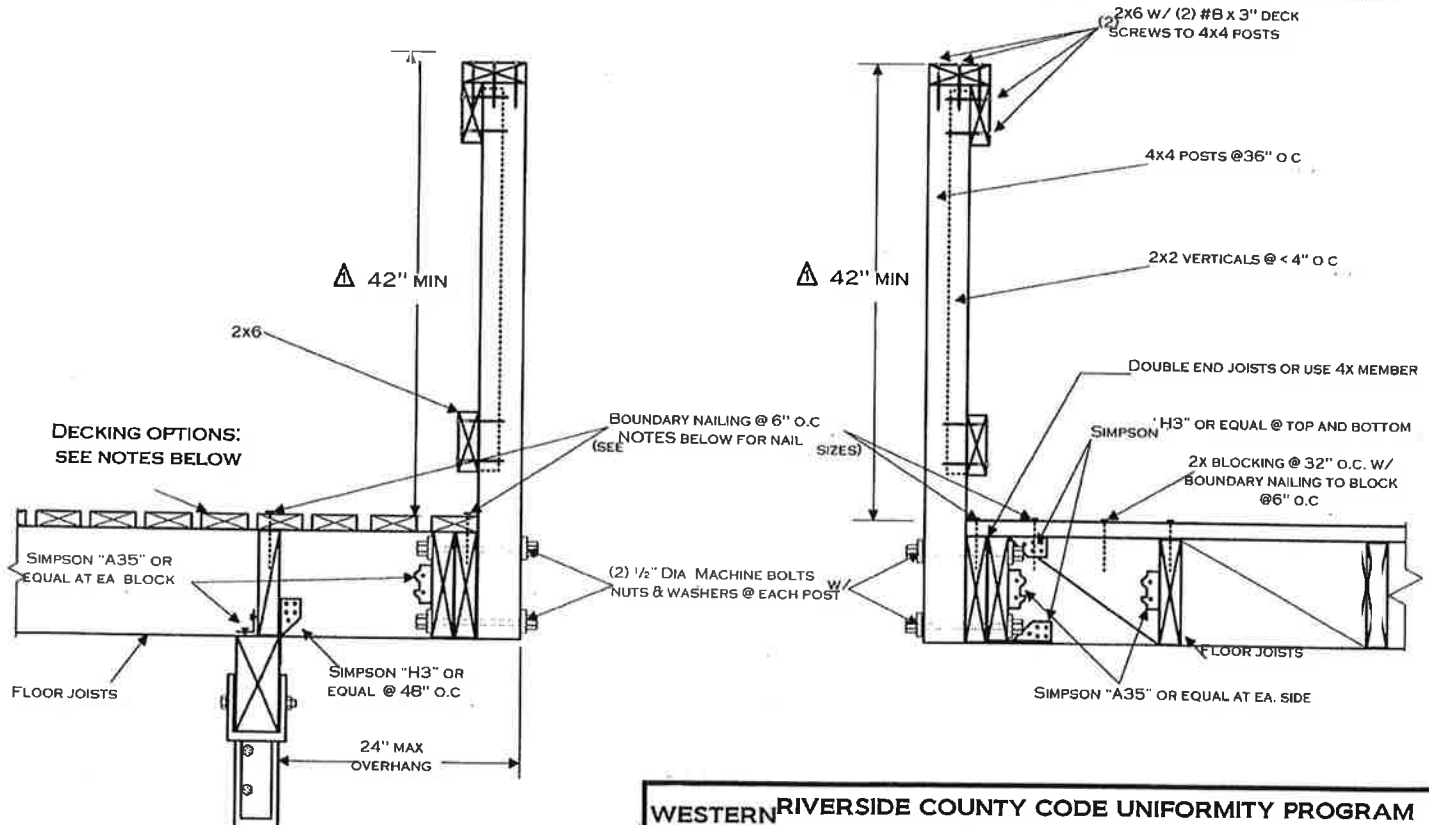 (2) 2x6 W/ (2) #8 x 3" DECK
SCREWS TO 4x4 POSTS
4x4 POSTS @36" O C
1 42" MIN
1 42" MIN
2x2 VERTICALS @ < 4" O C
2x6
DOUBLE END JOISTS OR USE 4X MEMBER
DECKING OPTIONS:
SEE NOTES BELOW
BOUNDARY NAILING @ 6" O.C
(SEE NOTES BELOW FOR NAIL SIZES)
SIMPSON "H3" OR EQUAL @ TOP AND BOTTOM
2X BLOCKING @ 32" O.C. W/
BOUNDARY NAILING TO BLOCK
@6" O.C
SIMPSON "A35" OR
EQUAL AT EA BLOCK
(2) 1/2" DIA MACHINE BOLTS W/
NUTS & WASHERS @ EACH POST
FLOOR JOISTS
SIMPSON "H3" OR
EQUAL @ 48" O.C
FLOOR JOISTS
SIMPSON "A35" OR EQUAL AT EA. SIDE
24" MAX
OVERHANG
WESTERN RIVERSIDE COUNTY CODE UNIFORMITY PROGRAM